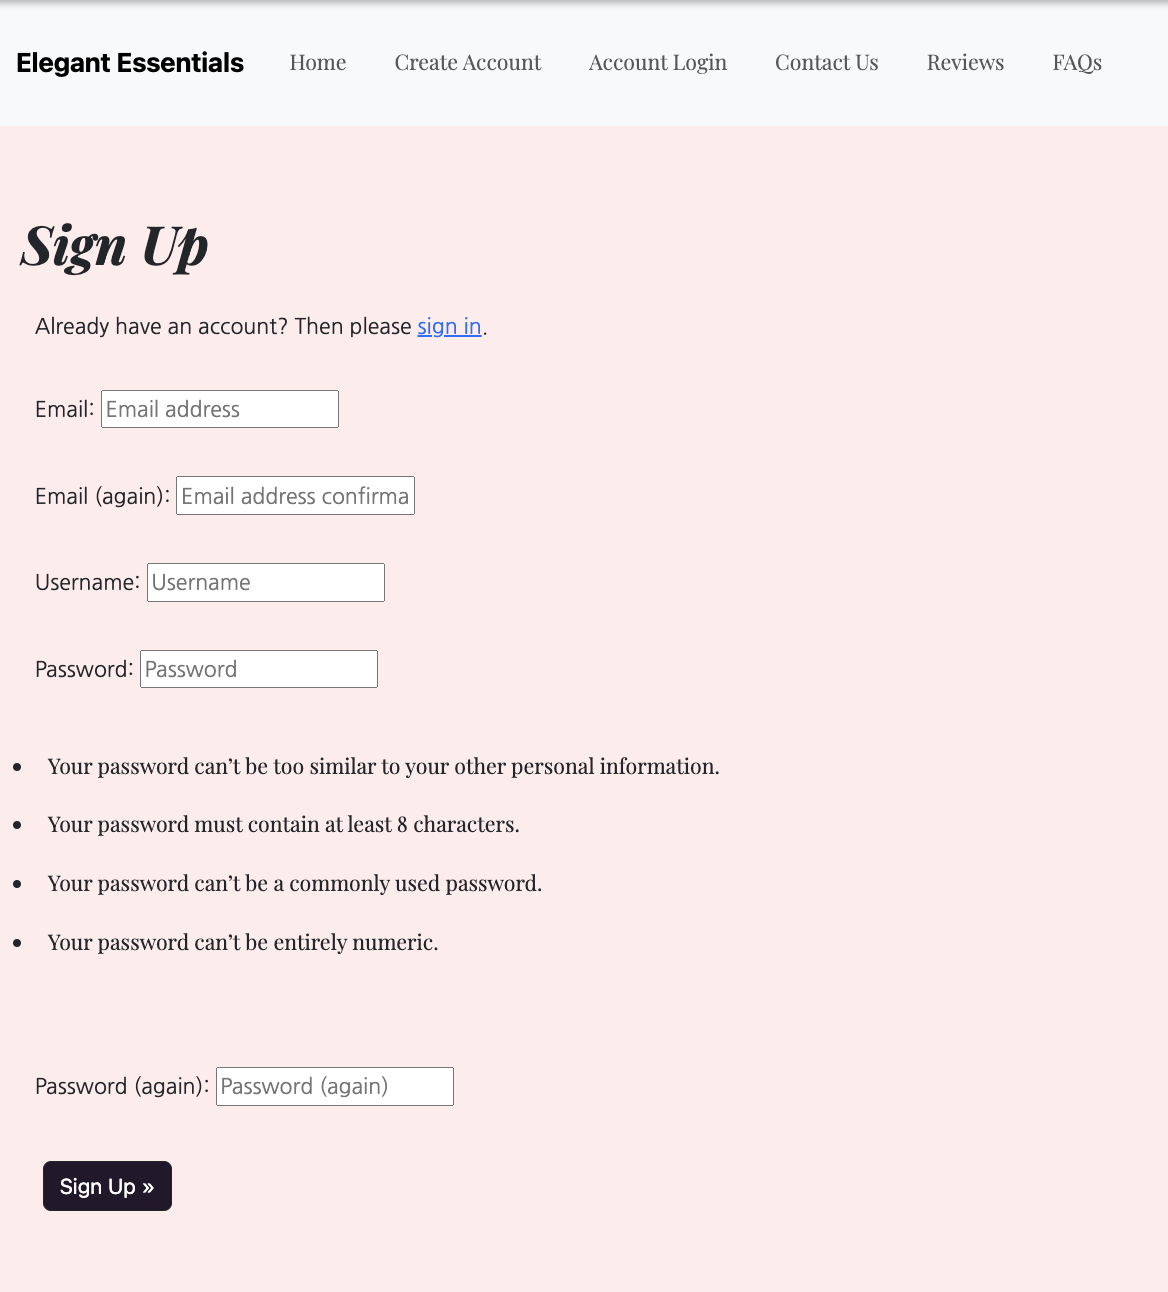 Elegant Essentials Home Create Account Account Login Contact Us Reviews FAQs
Sign Up
Already have an account? Then please sign in.
Email: Email address
Email (again): Email address confirma
Username: Username
Password: Password
• Your password can’t be too similar to your other personal information.
• Your password must contain at least 8 characters.
• Your password can’t be a commonly used password.
• Your password can’t be entirely numeric.
Password (again): Password (again)
Sign Up »